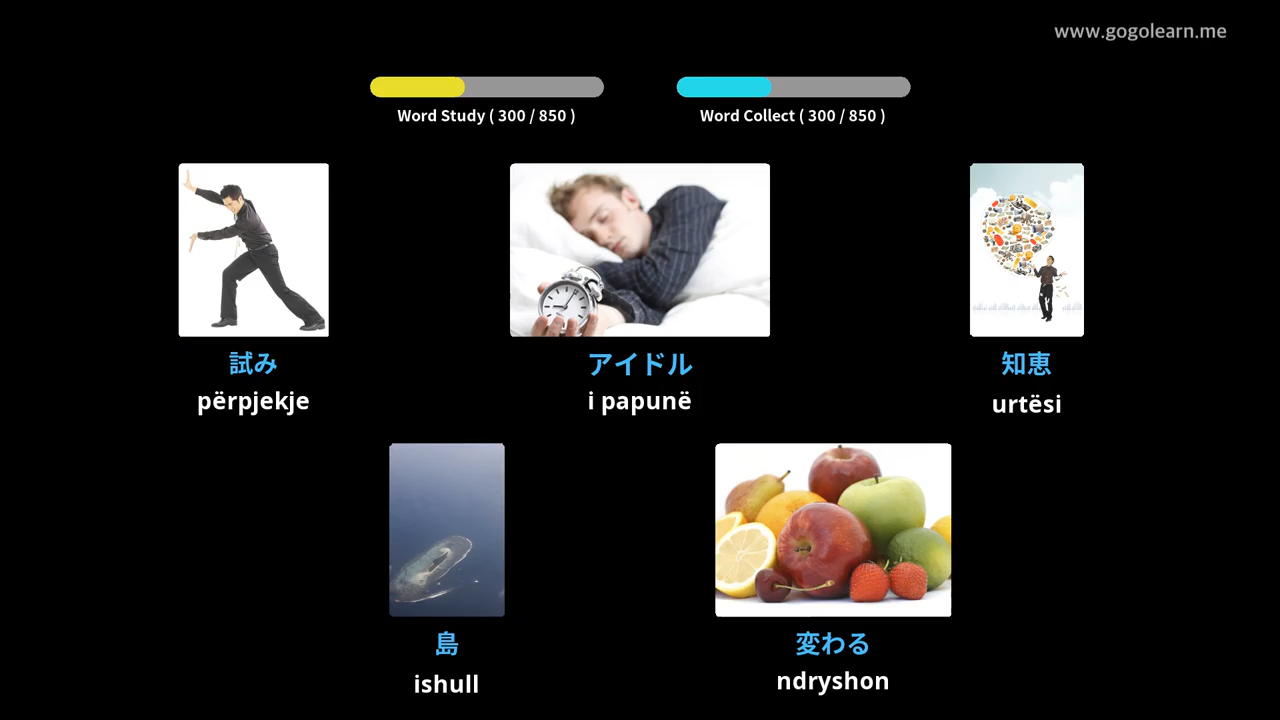 www.gogolearn.me
Word Study ( 300 / 850 )
Word Collect ( 300 / 850 )
試み
përpjekje
アイドル
i papunë
知恵
urtësi
島
ishull
変わる
ndryshon